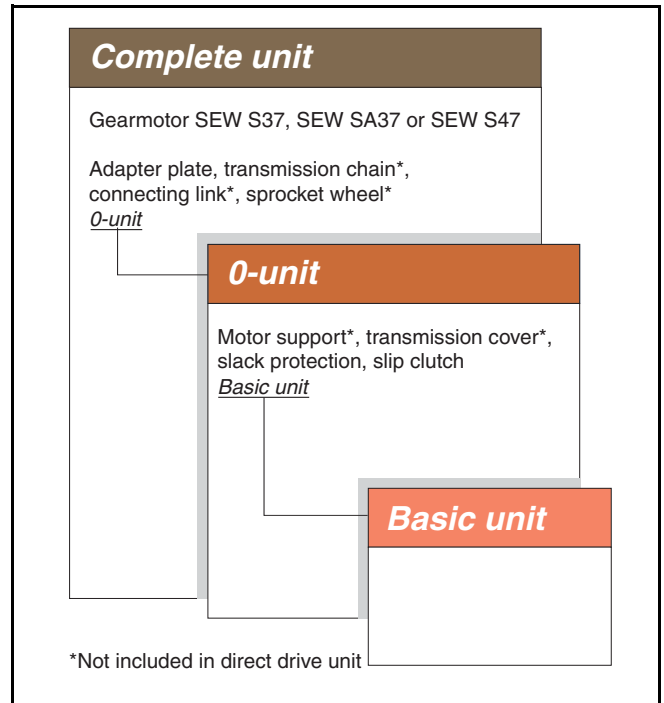 Complete unit
Gearmotor SEW S37, SEW SA37 or SEW S47
Adapter plate, transmission chain*,
connecting link*, sprocket wheel*
0-unit
0-unit
Motor support*, transmission cover*,
slack protection, slip clutch
Basic unit
Basic unit
*Not included in direct drive unit